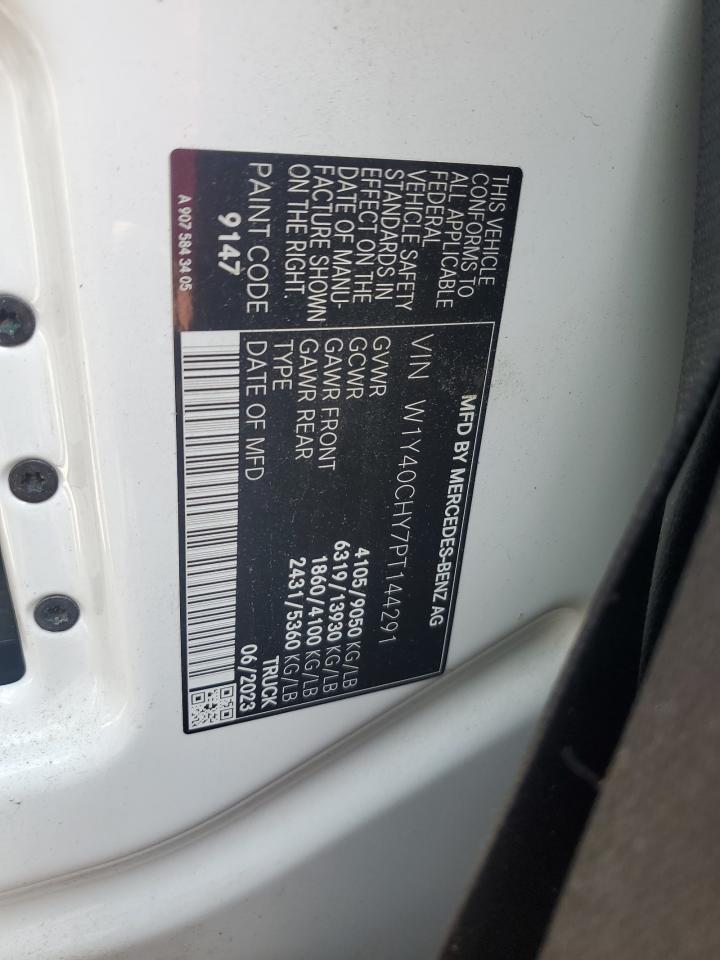 MFD BY MERCEDES-BENZ AG
VIN W1Y40CHY7PT144291
GVWR 4105/9050 KG/LB
GCWR 6319/13930 KG/LB
GAWR FRONT 1860/4100 KG/LB
GAWR REAR 2431/5360 KG/LB
TYPE TRUCK
DATE OF MFD 06/2023
THIS VEHICLE
CONFORMS TO
ALL APPLICABLE
FEDERAL
VEHICLE SAFETY
STANDARDS IN
EFFECT ON THE
DATE OF MANU-
FACTURE SHOWN
ON THE RIGHT.
PAINT CODE
9147
A 907 584 34 05